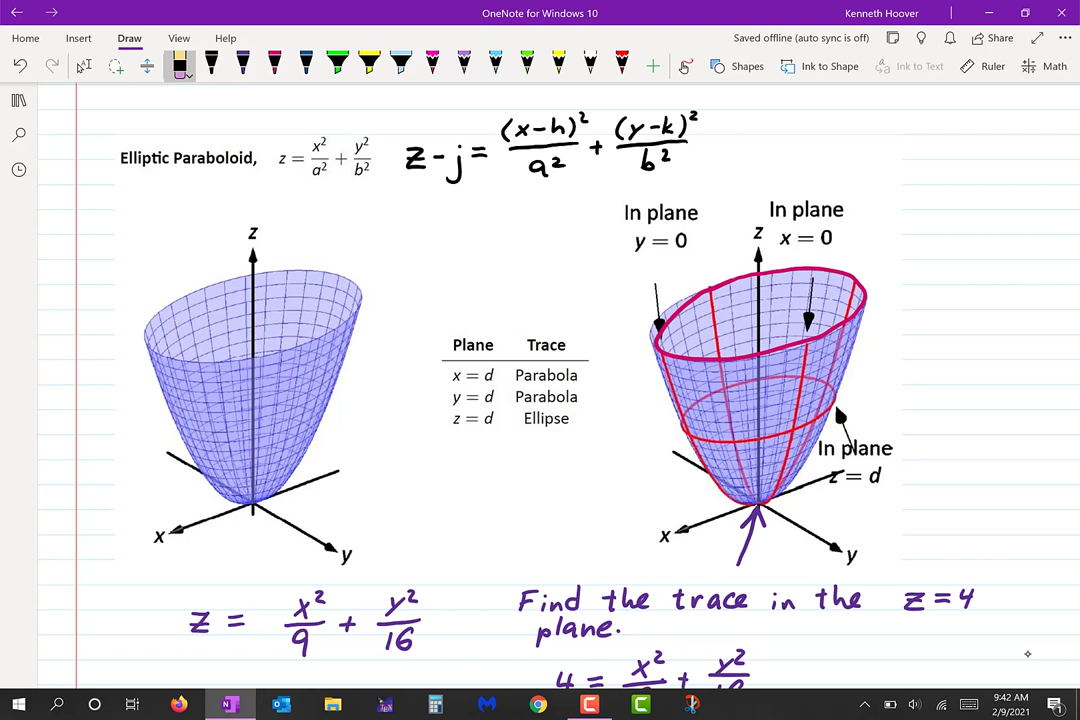 OneNote for Windows 10
Kenneth Hoover
Home Insert Draw View Help
Saved offline (auto sync is off)
Share
Shapes
Ink to Shape
Ink to Text
Ruler
Math
Elliptic Paraboloid, z = x²/a² + y²/b²
z - j = (x-h)²/a² + (y-k)²/b²
In plane
y = 0
In plane
x = 0
z
z
Plane Trace
x = d Parabola
y = d Parabola
z = d Ellipse
In plane
z = d
x
y
x
y
z = x²/9 + y²/16
Find the trace in the z = 4
plane.
4 = x² + y²
9:42 AM
2/9/2021